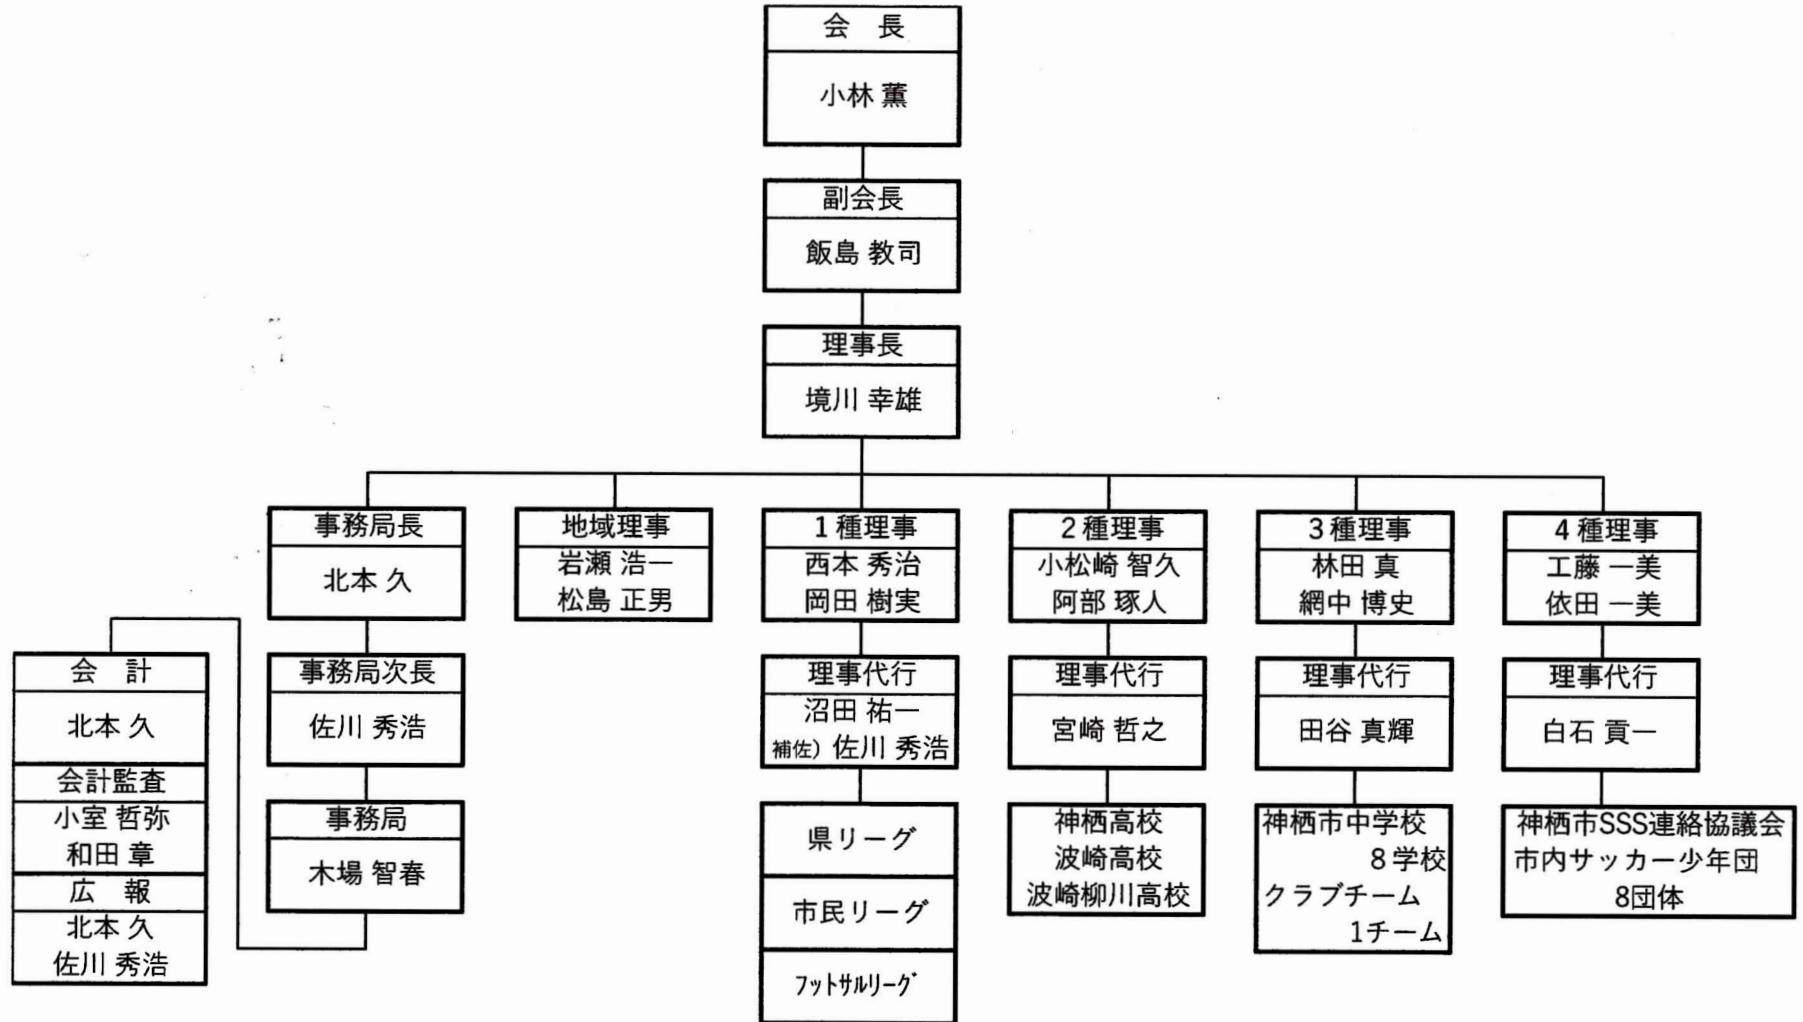 会　長
小林 薫
副会長
飯島 教司
理事長
境川 幸雄
事務局長
北本 久
地域理事
岩瀬 浩一
松島 正男
1種理事
西本 秀治
岡田 樹実
2種理事
小松崎 智久
阿部 琢人
3種理事
林田 真
網中 博史
4種理事
工藤 一美
依田 一美
会　計
北本 久
会計監査
小室 哲弥
和田 章
広　報
北本 久
佐川 秀浩
事務局次長
佐川 秀浩
事務局
木場 智春
理事代行
沼田 祐一
補佐）佐川 秀浩
県リーグ
市民リーグ
フットサルリーグ
理事代行
宮崎 哲之
神栖高校
波崎高校
波崎柳川高校
理事代行
田谷 真輝
神栖市中学校
8学校
クラブチーム
1チーム
理事代行
白石 貢一
神栖市SSS連絡協議会
市内サッカー少年団
8団体